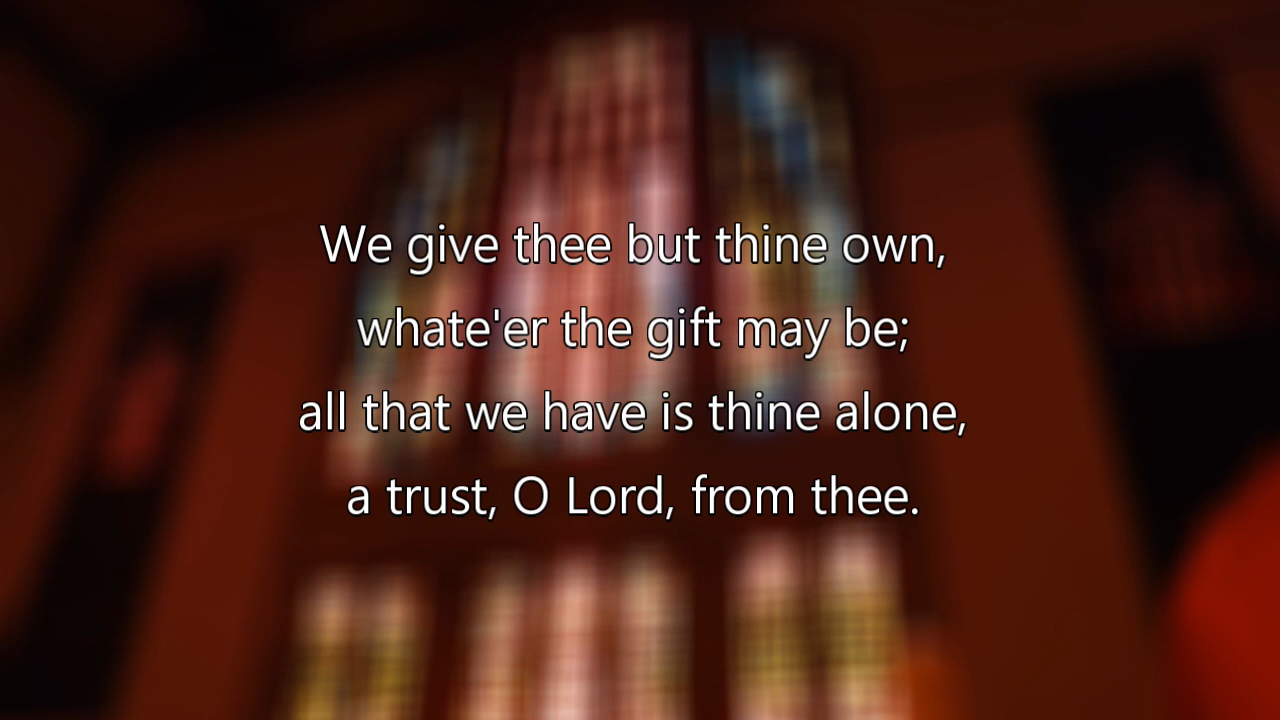 We give thee but thine own,
whate'er the gift may be;
all that we have is thine alone,
a trust, O Lord, from thee.